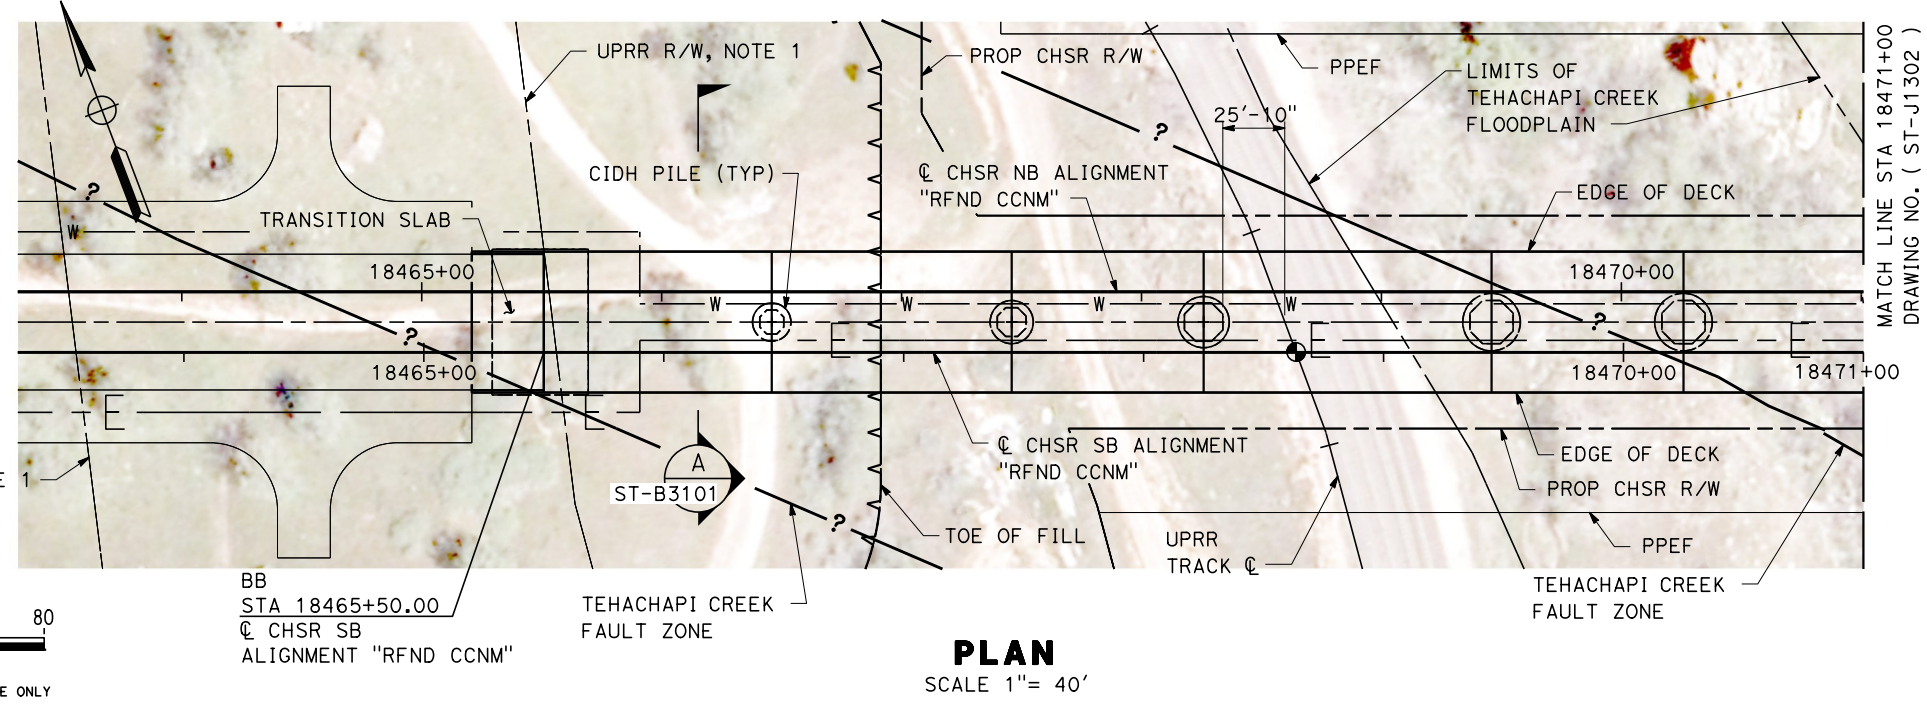 UPRR R/W, NOTE 1
PROP CHSR R/W
PPEF
LIMITS OF
TEHACHAPI CREEK
FLOODPLAIN
25'-10"
?
?
CIDH PILE (TYP)
℄ CHSR NB ALIGNMENT
"RFND CCNM"
EDGE OF DECK
TRANSITION SLAB
W
18465+00
18470+00
W
W
W
W
?
?
E
E
E
18465+00
18470+00
18471+00
E
E
℄ CHSR SB ALIGNMENT
"RFND CCNM"
EDGE OF DECK
PROP CHSR R/W
E 1
A
ST-B3101
?
TOE OF FILL
UPRR
TRACK ℄
PPEF
TEHACHAPI CREEK
FAULT ZONE
BB
STA 18465+50.00
℄ CHSR SB
ALIGNMENT "RFND CCNM"
TEHACHAPI CREEK
FAULT ZONE
80
E ONLY
PLAN
SCALE 1"= 40'
MATCH LINE STA 18471+00
DRAWING NO. ( ST-J1302 )